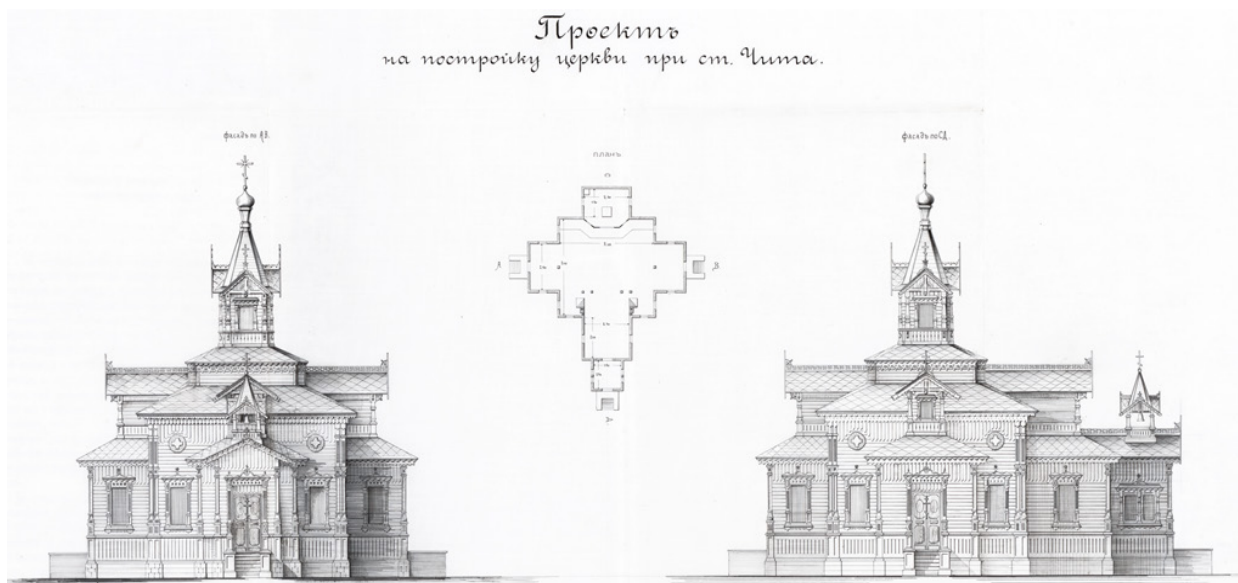 Проектъ
на постройку церкви при ст. Чита.
фасадъ по АВ.
планъ
фасадъ по СД.
А
В